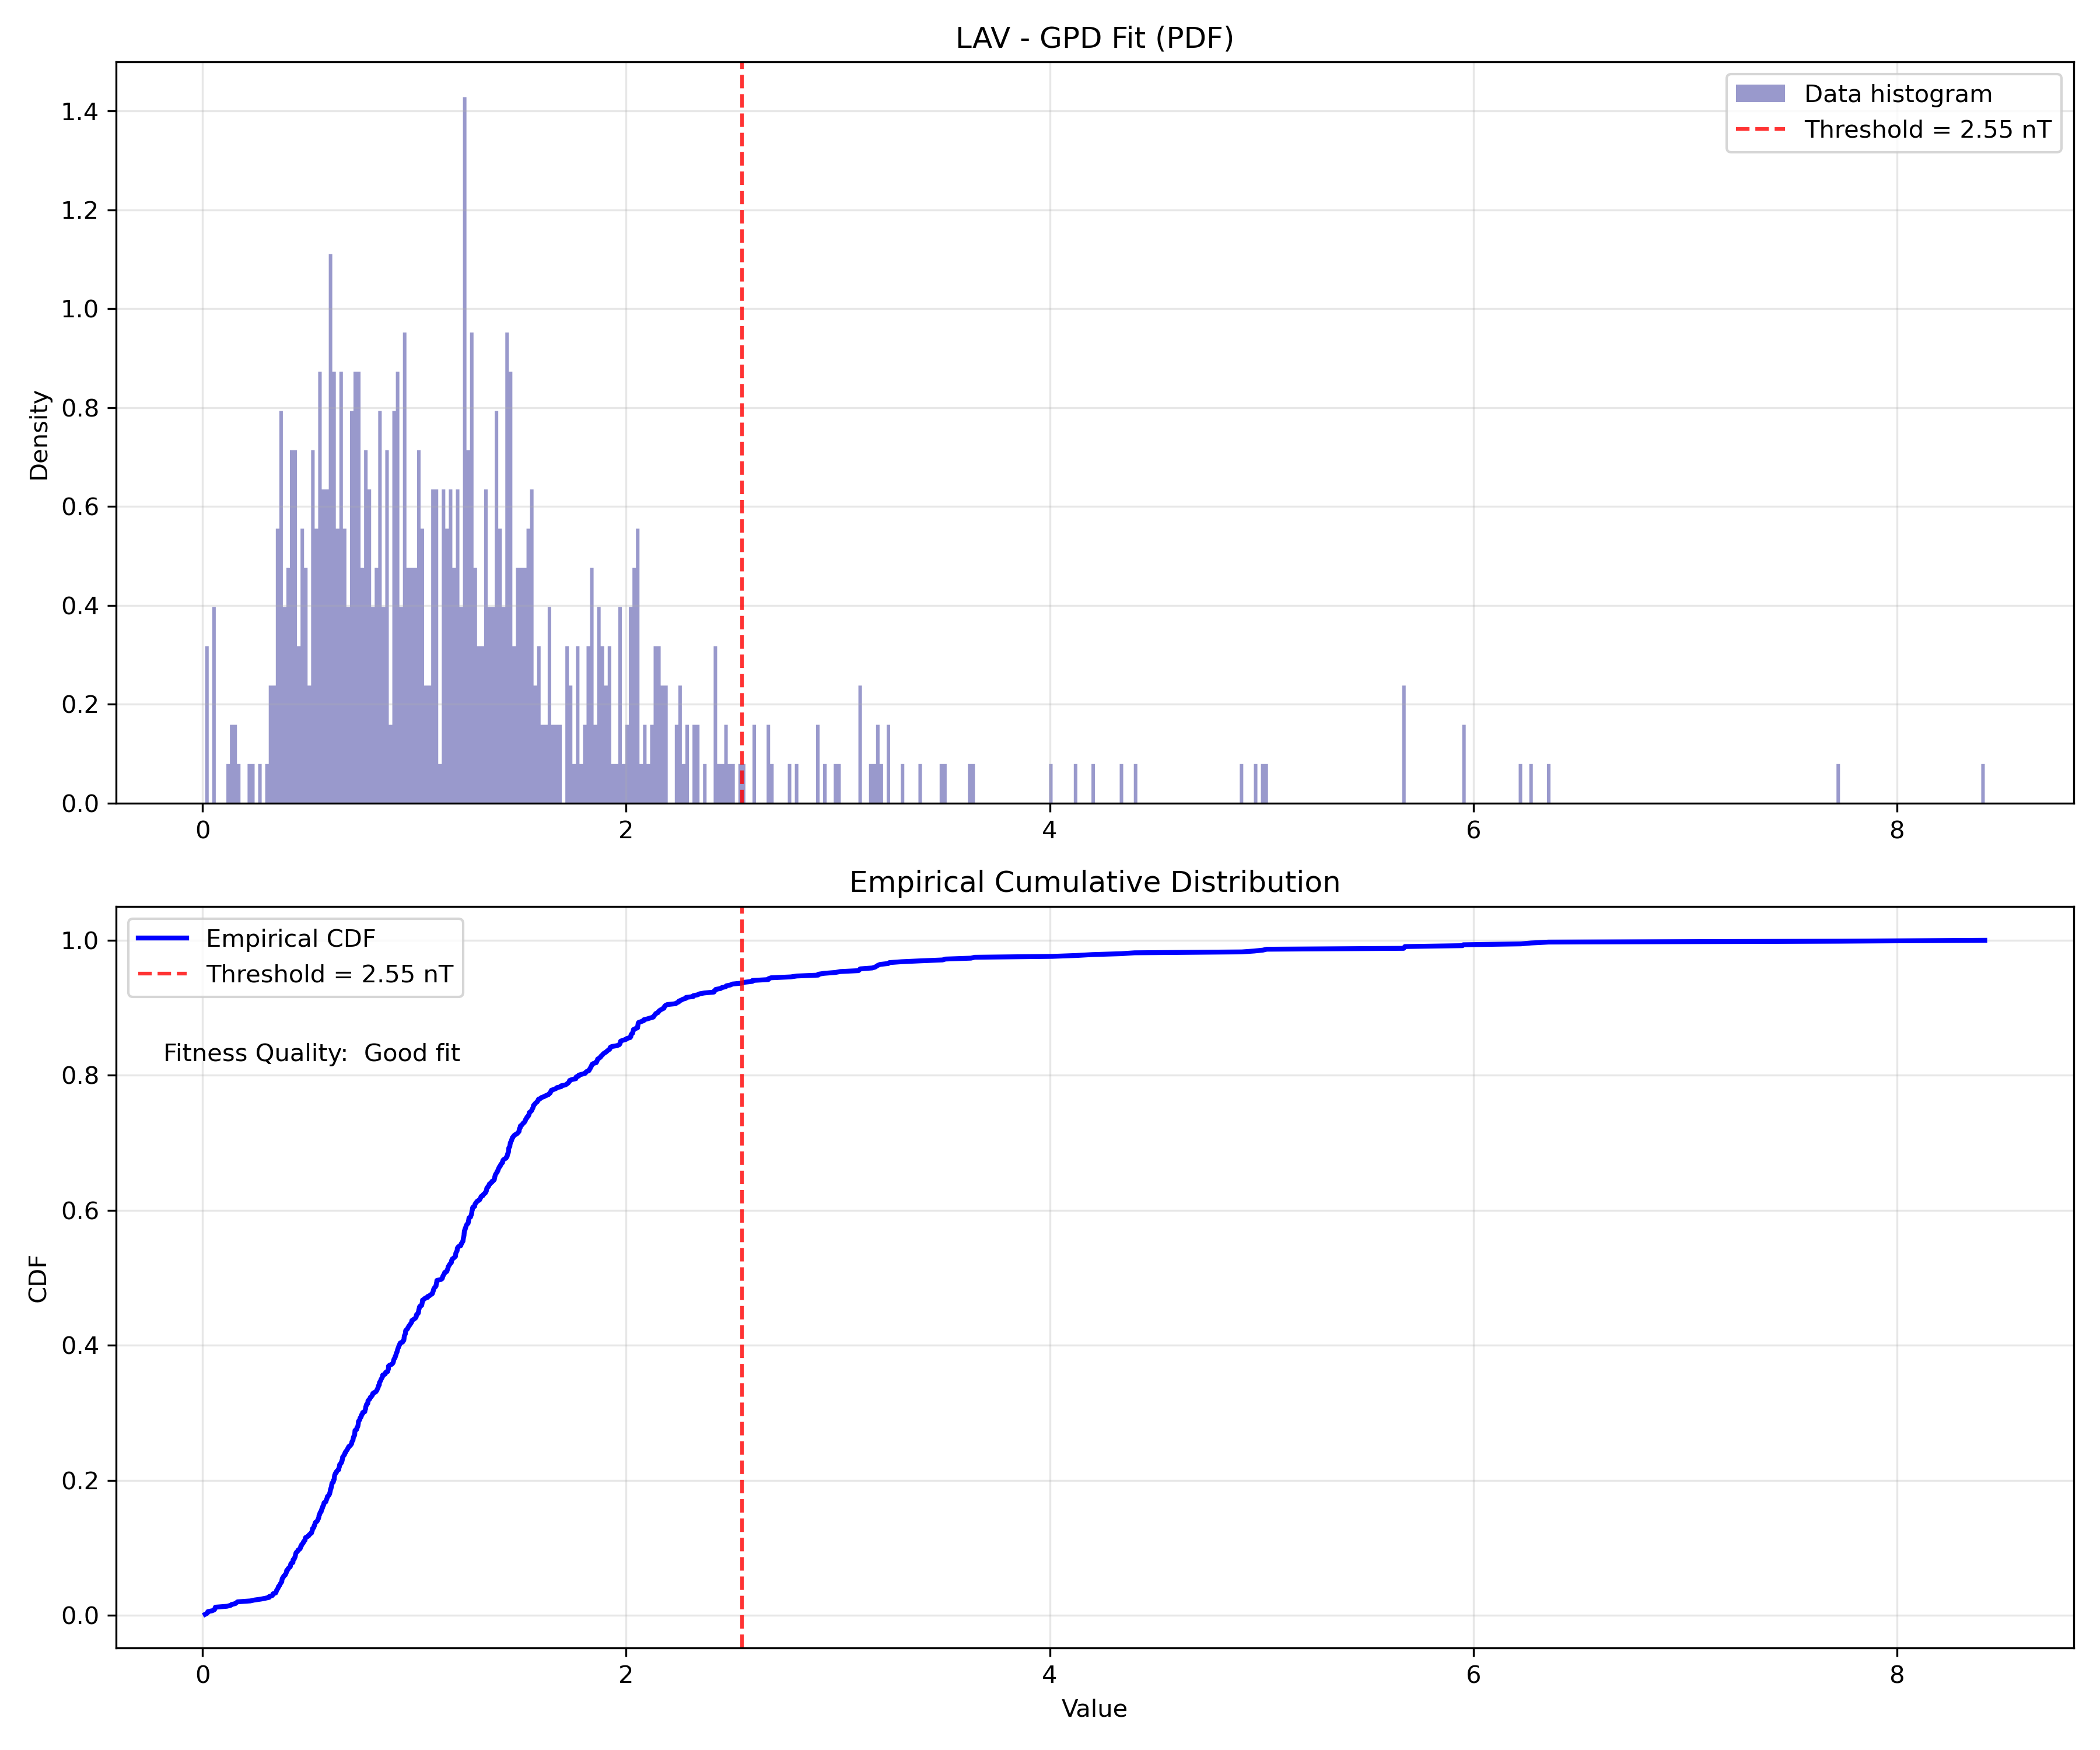 LAV - GPD Fit (PDF)
Density
1.4
1.2
1.0
0.8
0.6
0.4
0.2
0.0
Data histogram
Threshold = 2.55 nT
0 2 4 6 8
Empirical Cumulative Distribution
CDF
1.0
0.8
0.6
0.4
0.2
0.0
Empirical CDF
Threshold = 2.55 nT
Fitness Quality:  Good fit
0 2 4 6 8
Value